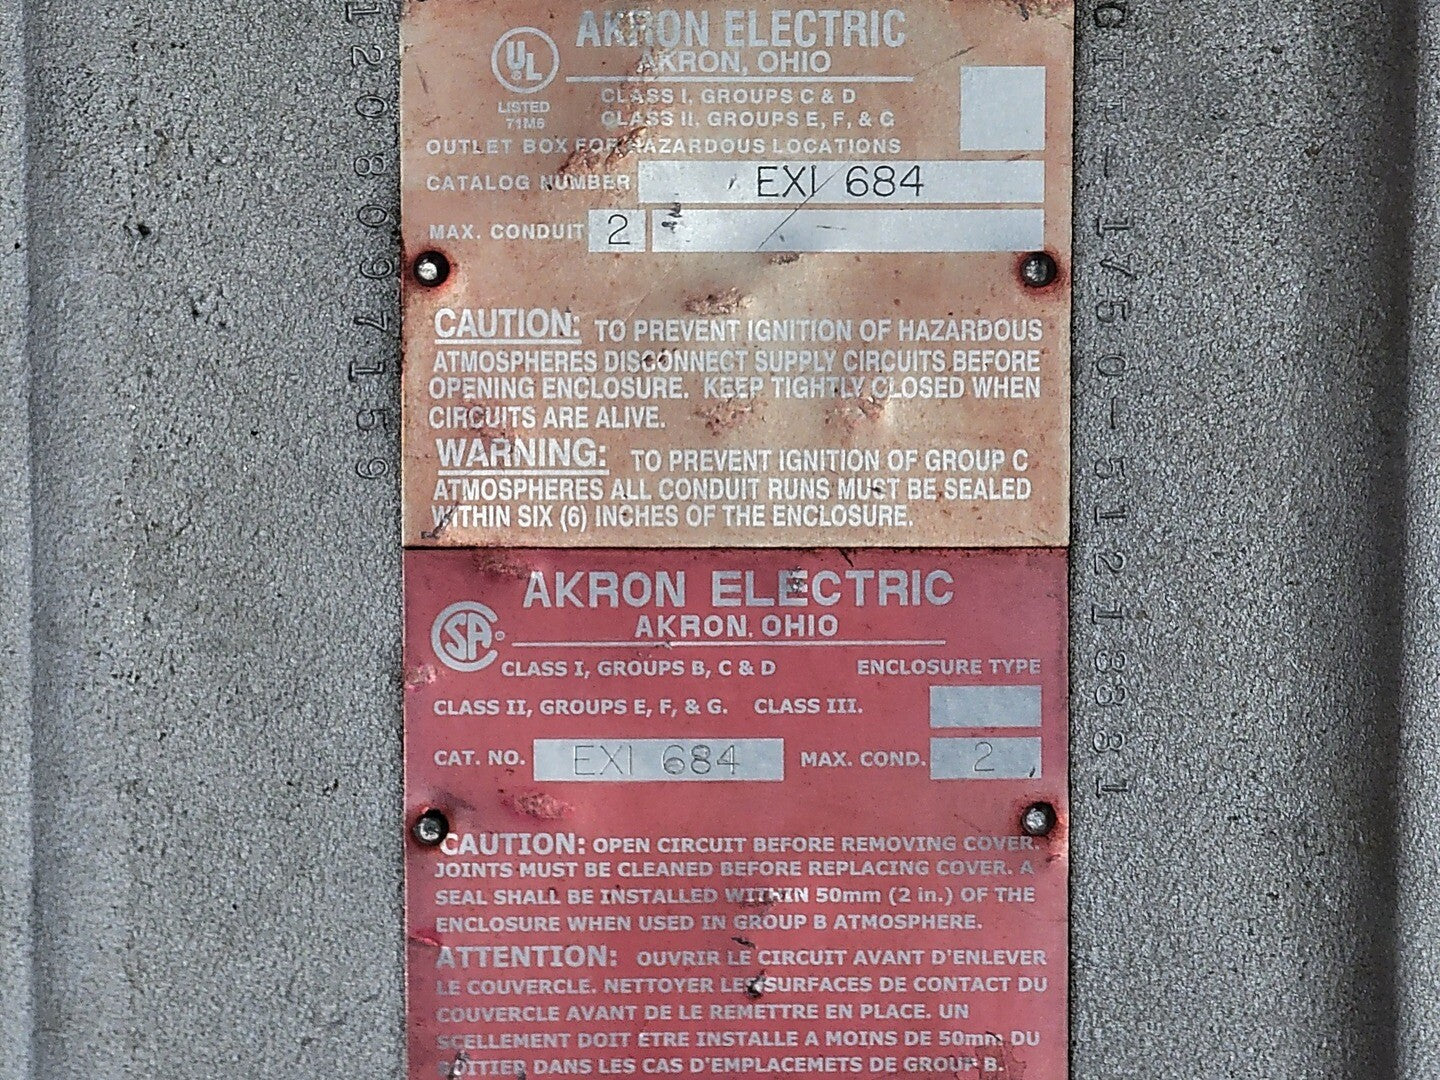 UL
LISTED
71M6
AKRON ELECTRIC
AKRON, OHIO
CLASS I, GROUPS C & D
CLASS II, GROUPS E, F, & G
OUTLET BOX FOR HAZARDOUS LOCATIONS
CATALOG NUMBER EXI 684
MAX. CONDUIT 2
CAUTION: TO PREVENT IGNITION OF HAZARDOUS
ATMOSPHERES DISCONNECT SUPPLY CIRCUITS BEFORE
OPENING ENCLOSURE. KEEP TIGHTLY CLOSED WHEN
CIRCUITS ARE ALIVE.
WARNING: TO PREVENT IGNITION OF GROUP C
ATMOSPHERES ALL CONDUIT RUNS MUST BE SEALED
WITHIN SIX (6) INCHES OF THE ENCLOSURE.
AKRON ELECTRIC
AKRON, OHIO
CSA ®
CLASS I, GROUPS B, C & D ENCLOSURE TYPE
CLASS II, GROUPS E, F, & G. CLASS III.
CAT. NO. EXI 684 MAX. COND. 2
CAUTION: OPEN CIRCUIT BEFORE REMOVING COVER.
JOINTS MUST BE CLEANED BEFORE REPLACING COVER. A
SEAL SHALL BE INSTALLED WITHIN 50mm (2 in.) OF THE
ENCLOSURE WHEN USED IN GROUP B ATMOSPHERE.
ATTENTION: OUVRIR LE CIRCUIT AVANT D'ENLEVER
LE COUVERCLE. NETTOYER LES SURFACES DE CONTACT DU
COUVERCLE AVANT DE LE REMETTRE EN PLACE. UN
SCELLEMENT DOIT ETRE INSTALLE A MOINS DE 50mm DU
BOITIER DANS LES CAS D'EMPLACEMETS DE GROUP B.